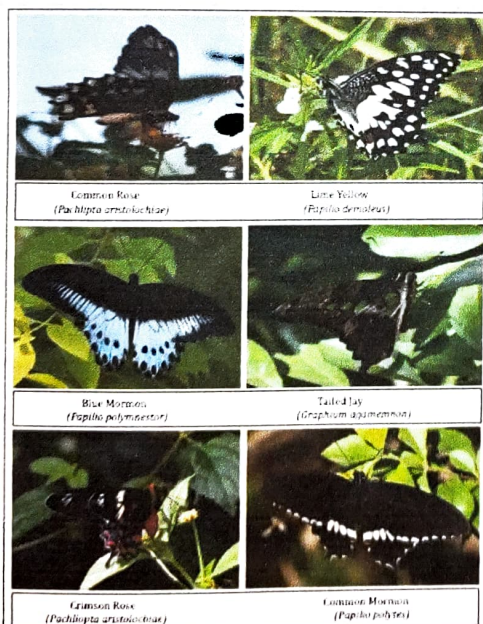 Common Rose
(Pachlipta aristolochiae)
Lime Yellow
(Papilio demoleus)
Blue Mormon
(Papilio polymnestor)
Tailed Jay
(Graphium agamemnon)
Crimson Rose
(Pachliopta aristolochiae)
Common Mormon
(Papilio polytes)